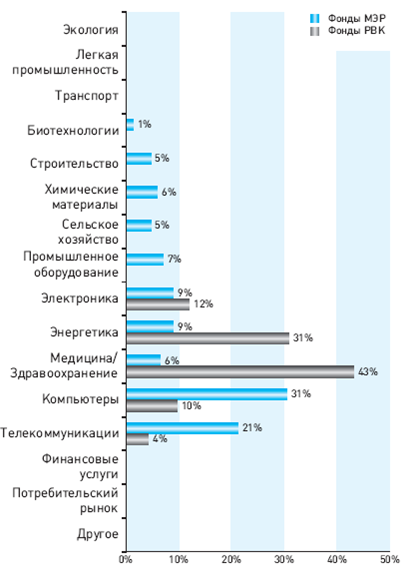 Фонды МЭР
Фонды РВК
Экология
Легкая
промышленность
Транспорт
Биотехнологии
1%
Строительство
5%
Химические
материалы
6%
Сельское
хозяйство
5%
Промышленное
оборудование
7%
Электроника
9%
12%
Энергетика
9%
31%
Медицина/
Здравоохранение
6%
43%
Компьютеры
31%
10%
Телекоммуникации
21%
4%
Финансовые
услуги
Потребительский
рынок
Другое
0% 10% 20% 30% 40% 50%